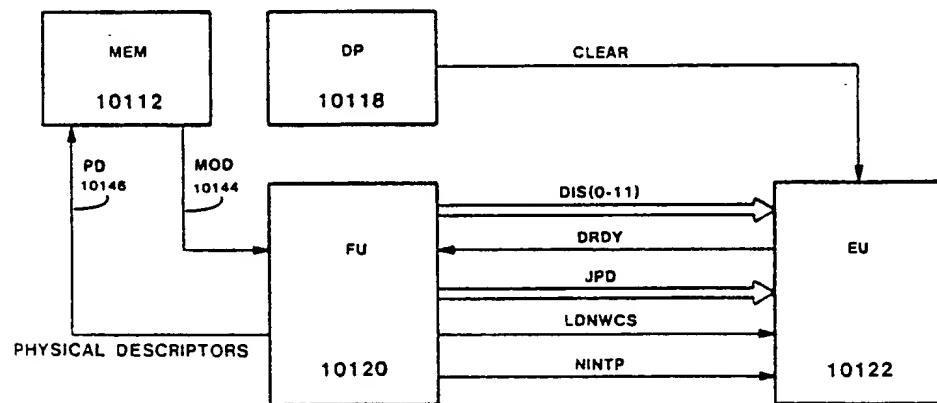 MEM
10112
DP
10118
CLEAR
PD
10146
MOD
10144
FU
10120
DIS(0-11)
DRDY
JPD
LDNWCS
NINTP
EU
10122
PHYSICAL DESCRIPTORS